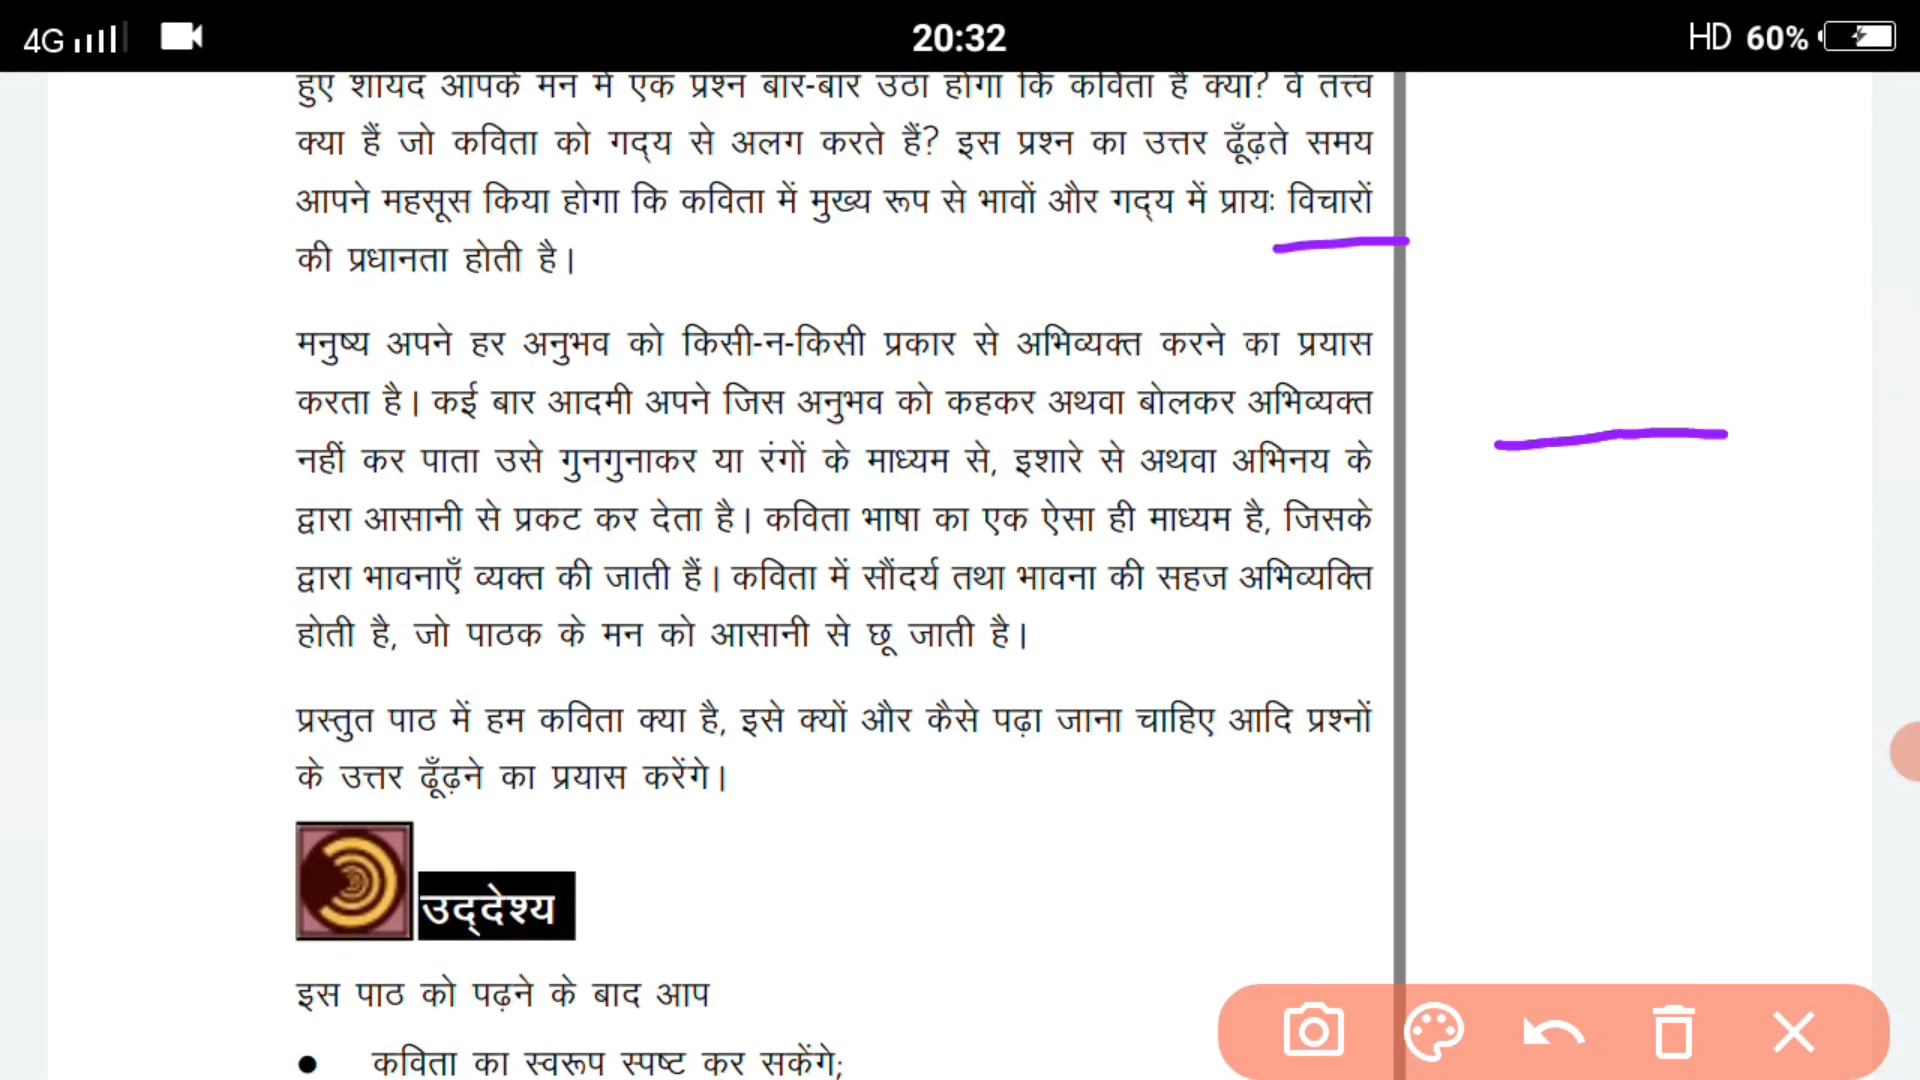 4G 20:32 HD 60%
हुए शायद आपके मन में एक प्रश्न बार-बार उठा होगा कि कविता है क्या? वे तत्त्व
क्या हैं जो कविता को गद्य से अलग करते हैं? इस प्रश्न का उत्तर ढूँढ़ते समय
आपने महसूस किया होगा कि कविता में मुख्य रूप से भावों और गद्य में प्रायः विचारों
की प्रधानता होती है।
मनुष्य अपने हर अनुभव को किसी-न-किसी प्रकार से अभिव्यक्त करने का प्रयास
करता है। कई बार आदमी अपने जिस अनुभव को कहकर अथवा बोलकर अभिव्यक्त
नहीं कर पाता उसे गुनगुनाकर या रंगों के माध्यम से, इशारे से अथवा अभिनय के
द्वारा आसानी से प्रकट कर देता है। कविता भाषा का एक ऐसा ही माध्यम है, जिसके
द्वारा भावनाएँ व्यक्त की जाती हैं। कविता में सौंदर्य तथा भावना की सहज अभिव्यक्ति
होती है, जो पाठक के मन को आसानी से छू जाती है।
प्रस्तुत पाठ में हम कविता क्या है, इसे क्यों और कैसे पढ़ा जाना चाहिए आदि प्रश्नों
के उत्तर ढूँढ़ने का प्रयास करेंगे।
उद्देश्य
इस पाठ को पढ़ने के बाद आप
● कविता का स्वरूप स्पष्ट कर सकेंगे;